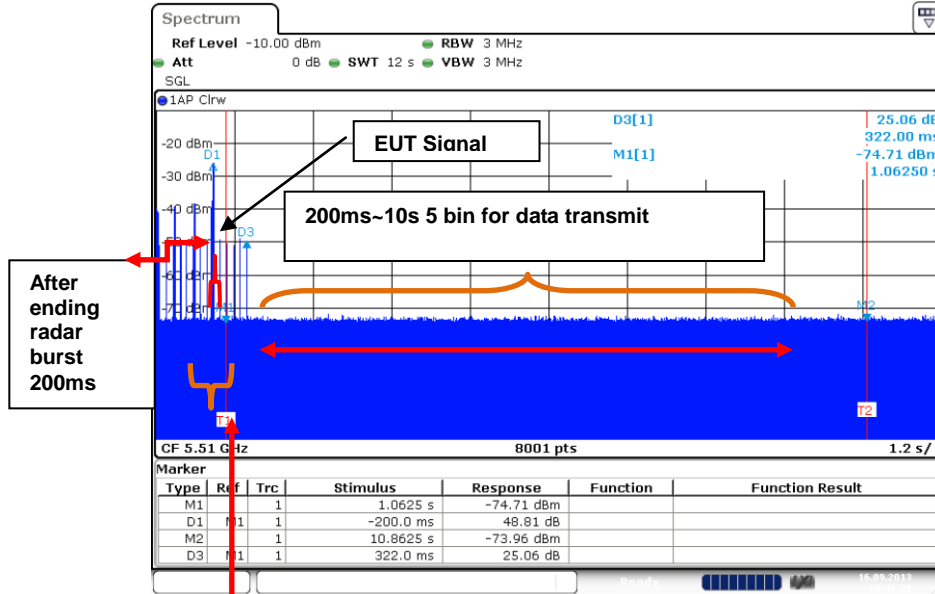 Spectrum
Ref Level -10.00 dBm RBW 3 MHz
Att 0 dB SWT 12 s VBW 3 MHz
SGL
1AP Clrw
D3[1] 25.06 dB
322.00 ms
M1[1] -74.71 dBm
1.06250 s
-20 dBm
D1
EUT Signal
-30 dBm
-40 dBm
200ms~10s 5 bin for data transmit
D3
After
ending
radar
burst
200ms
M2
T1
T2
CF 5.51 GHz 8001 pts 1.2 s/
Marker
Type Ref Trc Stimulus Response Function Function Result
M1 1 1.0625 s -74.71 dBm
D1 M1 1 -200.0 ms 48.81 dB
M2 1 10.8625 s -73.96 dBm
D3 M1 1 322.0 ms 25.06 dB
16.09.2013